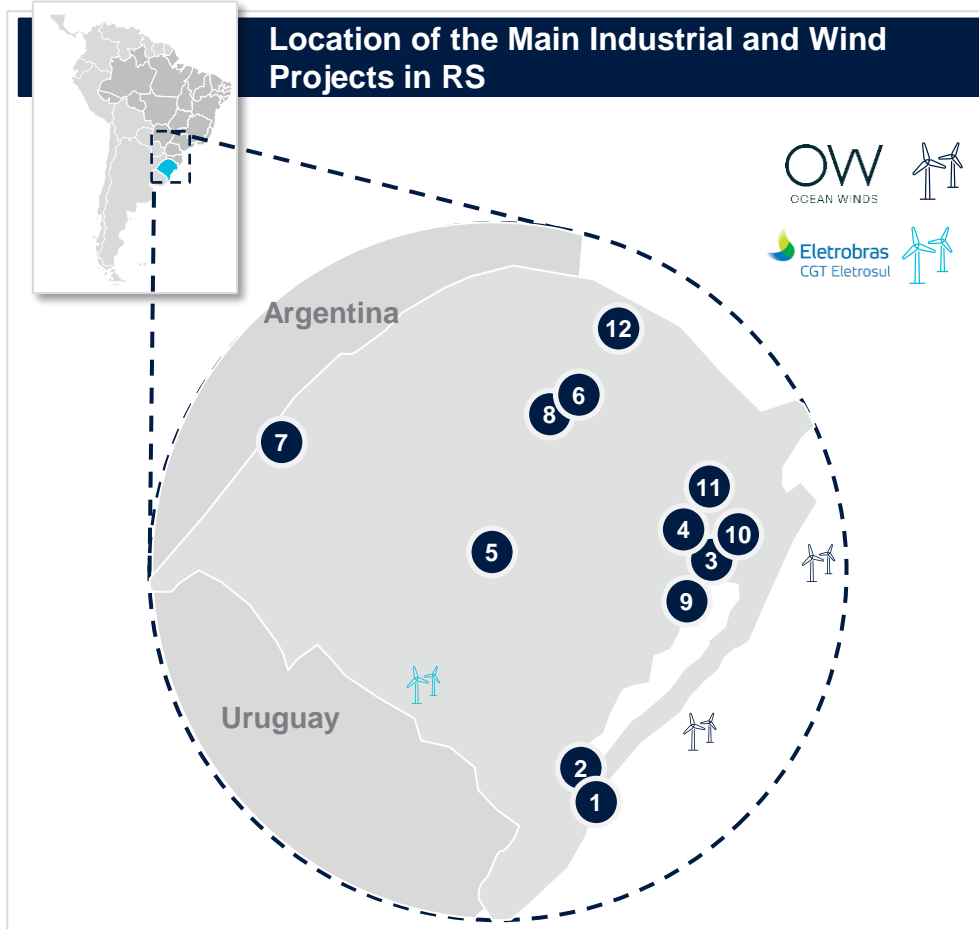 Location of the Main Industrial and Wind
Projects in RS
OW
OCEAN WINDS
Eletrobras
CGT Eletrosul
Argentina
12
6
8
7
11
4
10
5
3
9
Uruguay
2
1